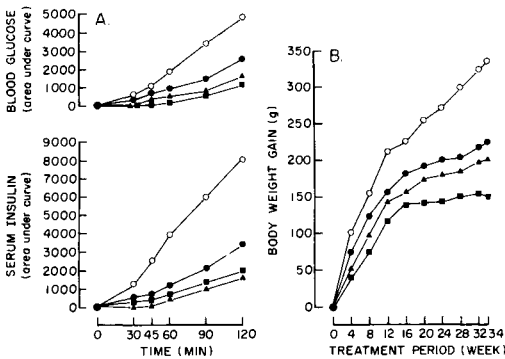 A.
BLOOD GLUCOSE
(area under curve)
5000
4000
3000
2000
1000
0
SERUM INSULIN
(area under curve)
9000
8000
7000
6000
5000
4000
3000
2000
1000
0
0 30 45 60 90 120
TIME (MIN)
B.
BODY WEIGHT GAIN (g)
350
300
250
200
150
100
50
0
0 4 8 12 16 20 24 28 32 34
TREATMENT PERIOD (WEEK)